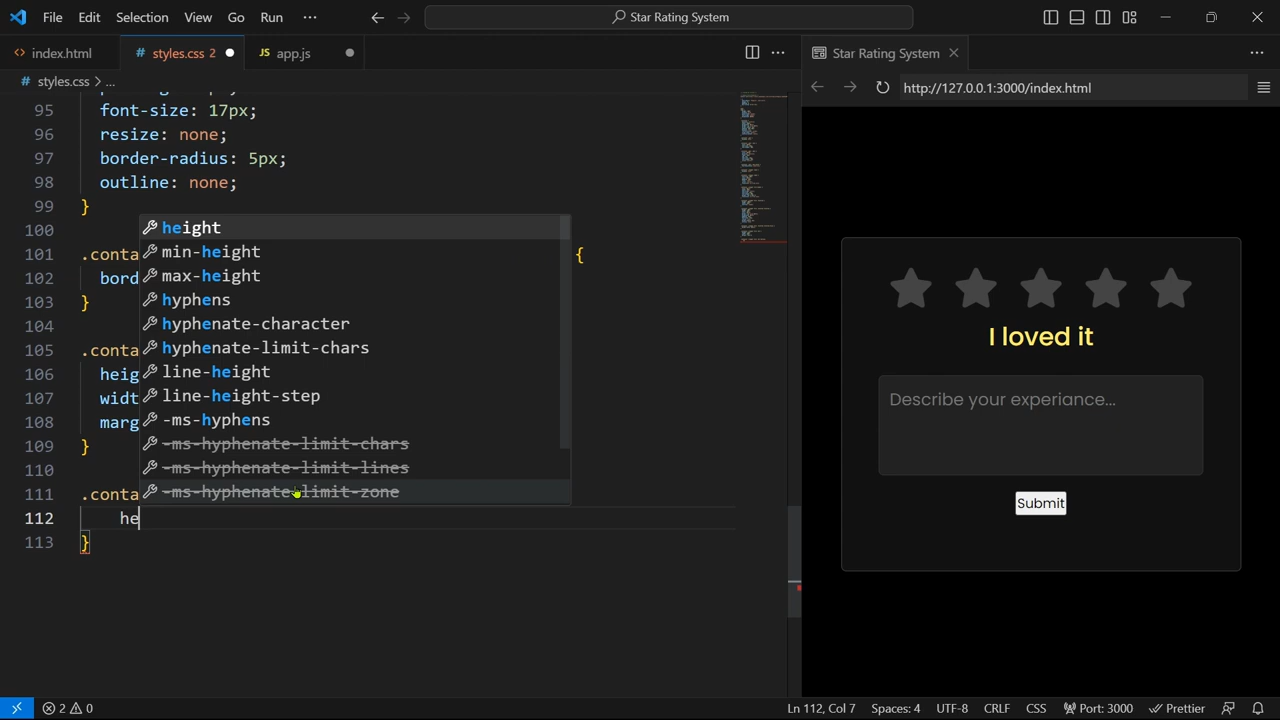 File Edit Selection View Go Run ··· Star Rating System
index.html # styles.css 2 JS app.js ··· Star Rating System ···
# styles.css > ... http://127.0.0.1:3000/index.html
95 font-size: 17px;
96 resize: none;
97 border-radius: 5px;
98 outline: none;
99 }
100 height
101 .conta min-height {
102 bord max-height
103 } hyphens
104 hyphenate-character
105 .conta hyphenate-limit-chars
106 heig line-height
107 widt line-height-step
108 marg -ms-hyphens
109 } -ms-hyphenate-limit-chars
110 -ms-hyphenate-limit-lines
111 .conta -ms-hyphenate-limit-zone
112 he
113 }
I loved it
Describe your experiance...
Submit
2 0 Ln 112, Col 7 Spaces: 4 UTF-8 CRLF CSS Port: 3000 Prettier